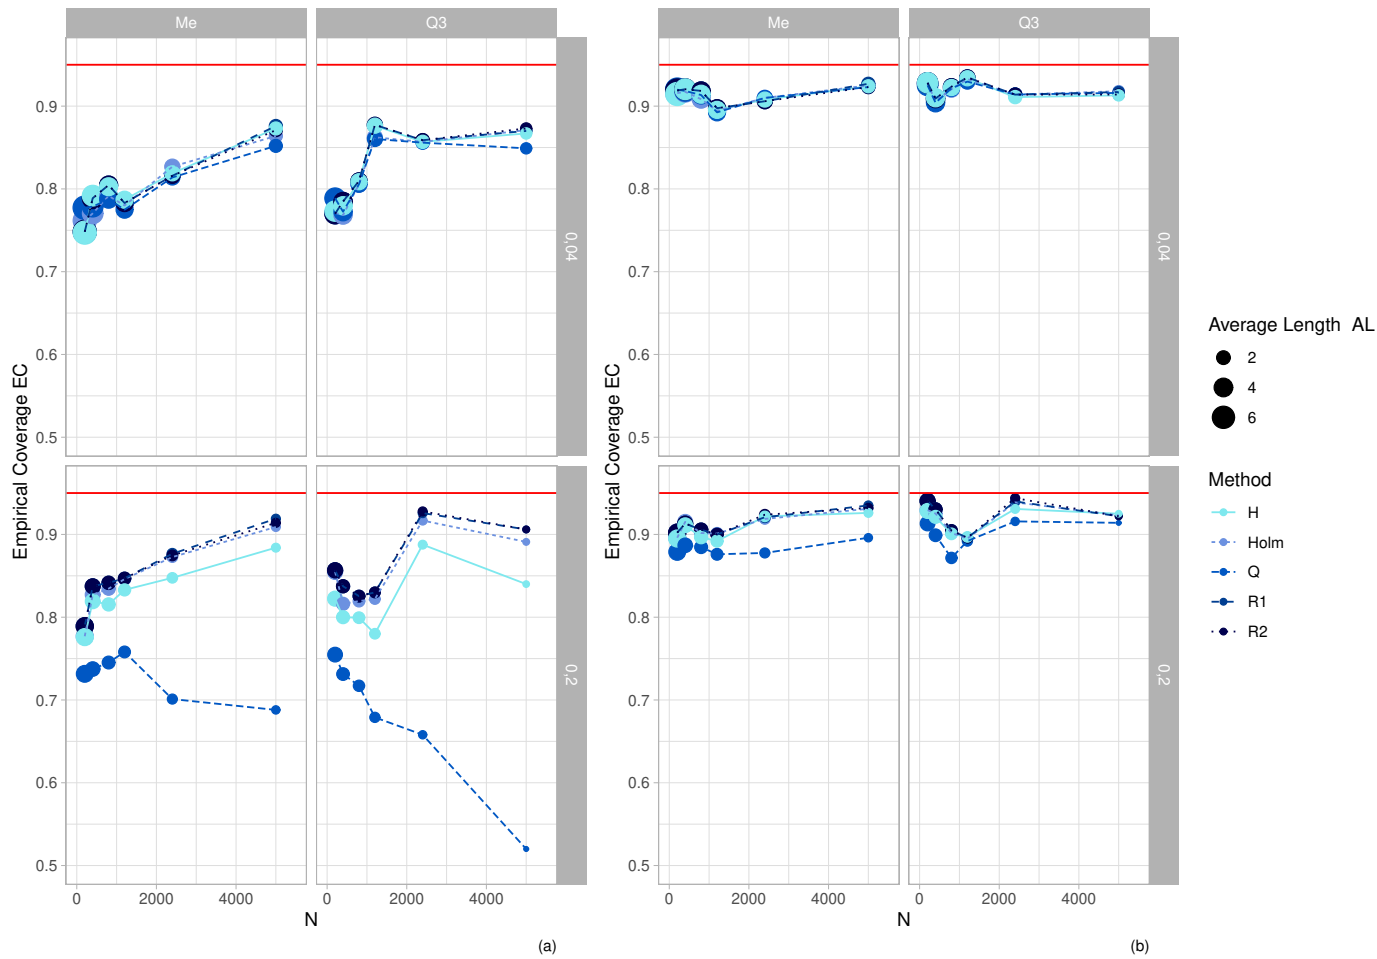 Me
Q3
Me
Q3
Empirical Coverage EC
0.9
0.8
0.7
0.6
0.5
0,04
0.9
0.8
0.7
0.6
0.5
0,2
0
2000
4000
0
2000
4000
N
(a)
Empirical Coverage EC
0.9
0.8
0.7
0.6
0.5
0,04
0.9
0.8
0.7
0.6
0.5
0,2
0
2000
4000
0
2000
4000
N
(b)
Average Length AL
2
4
6
Method
H
Holm
Q
R1
R2